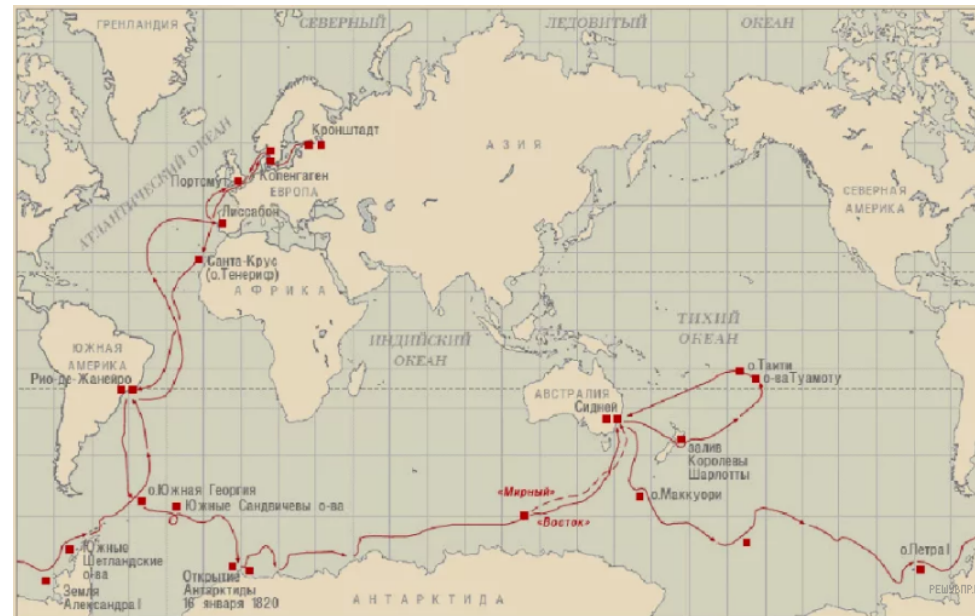 ГРЕНЛАНДИЯ
СЕВЕРНЫЙ
ЛЕДОВИТЫЙ
ОКЕАН
Кронштадт
АЗИЯ
АТЛАНТИЧЕСКИЙ ОКЕАН
Портсмут
Копенгаген
ЕВРОПА
СЕВЕРНАЯ
АМЕРИКА
Лиссабон
Санта-Крус
(о.Тенериф)
АФРИКА
ИНДИЙСКИЙ
ОКЕАН
ТИХИЙ
ОКЕАН
ЮЖНАЯ
АМЕРИКА
Рио-де-Жанейро
о.Таити
о-ва Туамоту
АВСТРАЛИЯ
Сидней
залив
Королевы
Шарлотты
о.Южная Георгия
Южные Сандвичевы о-ва
«Мирный»
«Восток»
о.Маккуори
Южные
Шетландские
о-ва
Земля
Александра I
Открытие
Антарктиды
16 января 1820
АНТАРКТИДА
о.Петра I